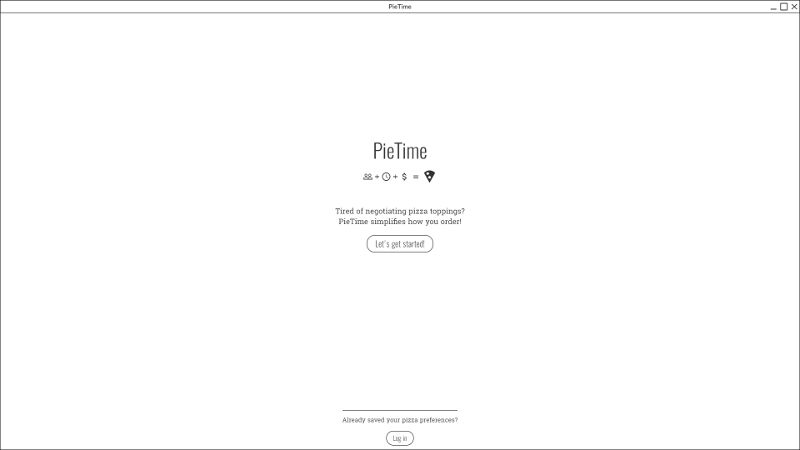 PieTime
PieTime
+ + $ =
Tired of negotiating pizza toppings?
PieTime simplifies how you order!
Let's get started!
Already saved your pizza preferences?
Log in